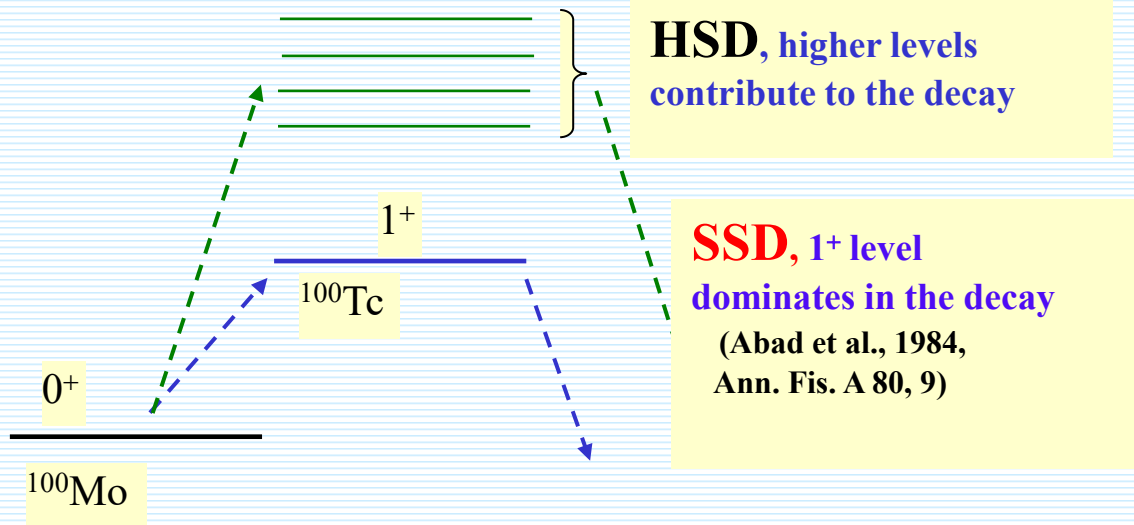 HSD, higher levels
contribute to the decay
1⁺
SSD, 1⁺ level
dominates in the decay
(Abad et al., 1984,
Ann. Fis. A 80, 9)
¹⁰⁰Tc
0⁺
¹⁰⁰Mo